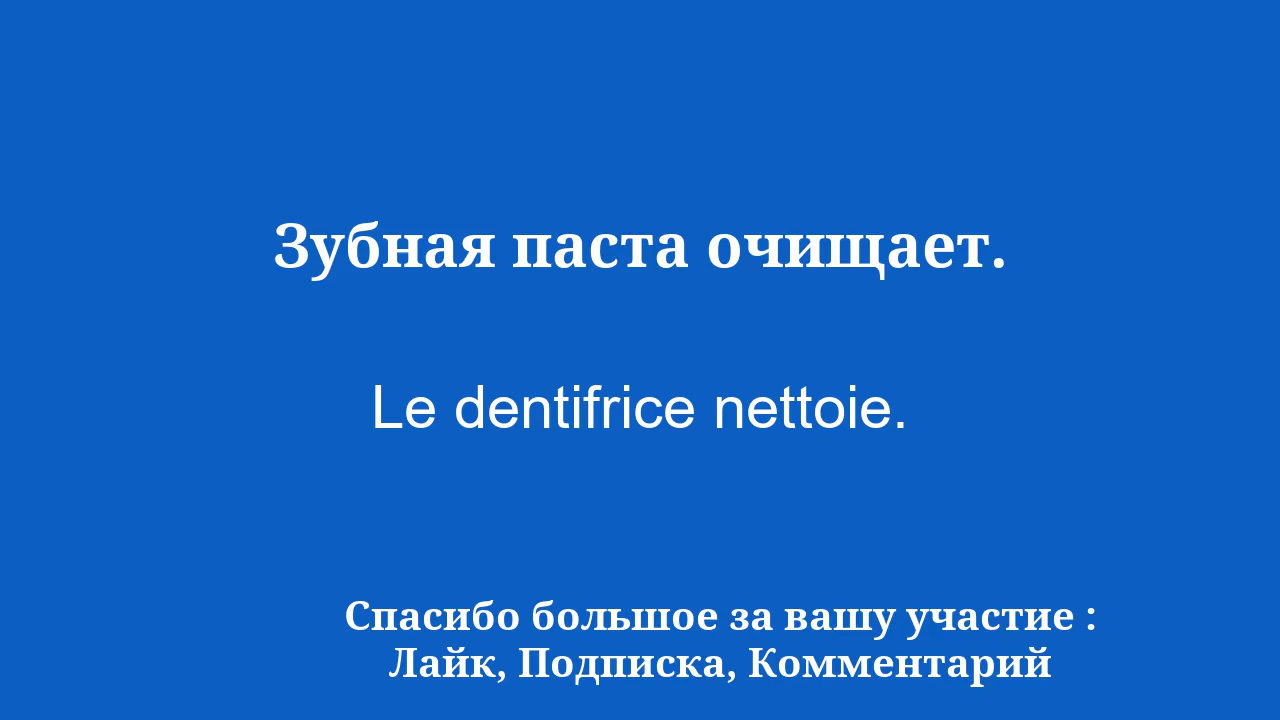 Зубная паста очищает.
Le dentifrice nettoie.
Спасибо большое за вашу участие :
Лайк, Подписка, Комментарий